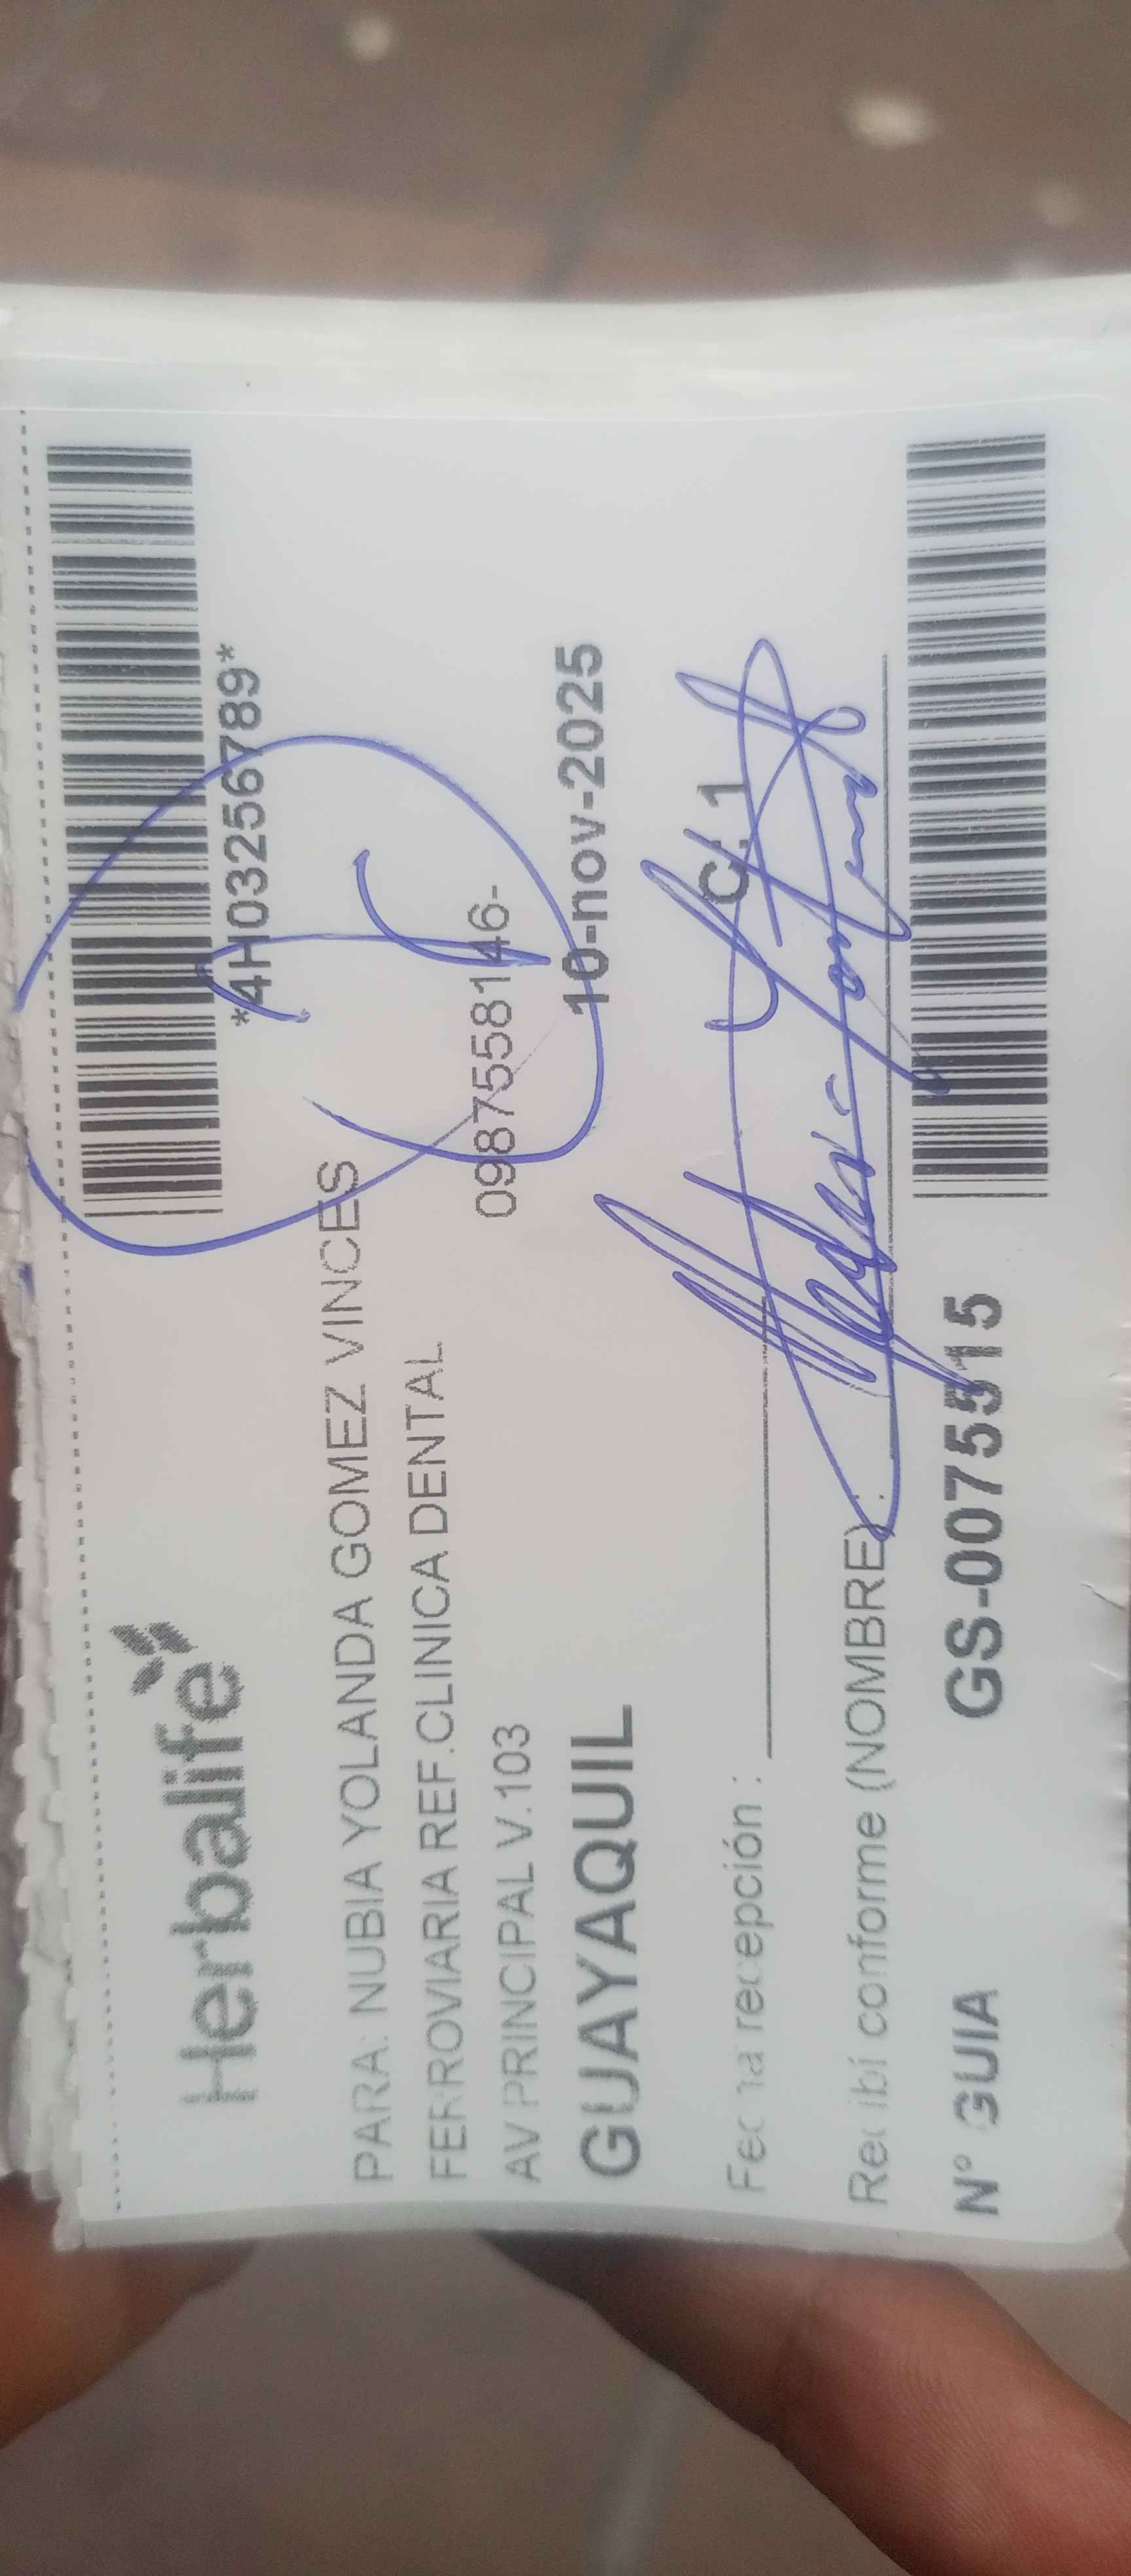 *4H03256789*
Herbalife
PARA: NUBIA YOLANDA GOMEZ VINCES
FERROVIARIA REF.CLINICA DENTAL
AV PRINCIPAL V.103
0987558146-
GUAYAQUIL
10-nov-2025
Fecha recepción :
C/ 1
Recibí conforme (NOMBRE) :
Nº GUIA
GS-0075515